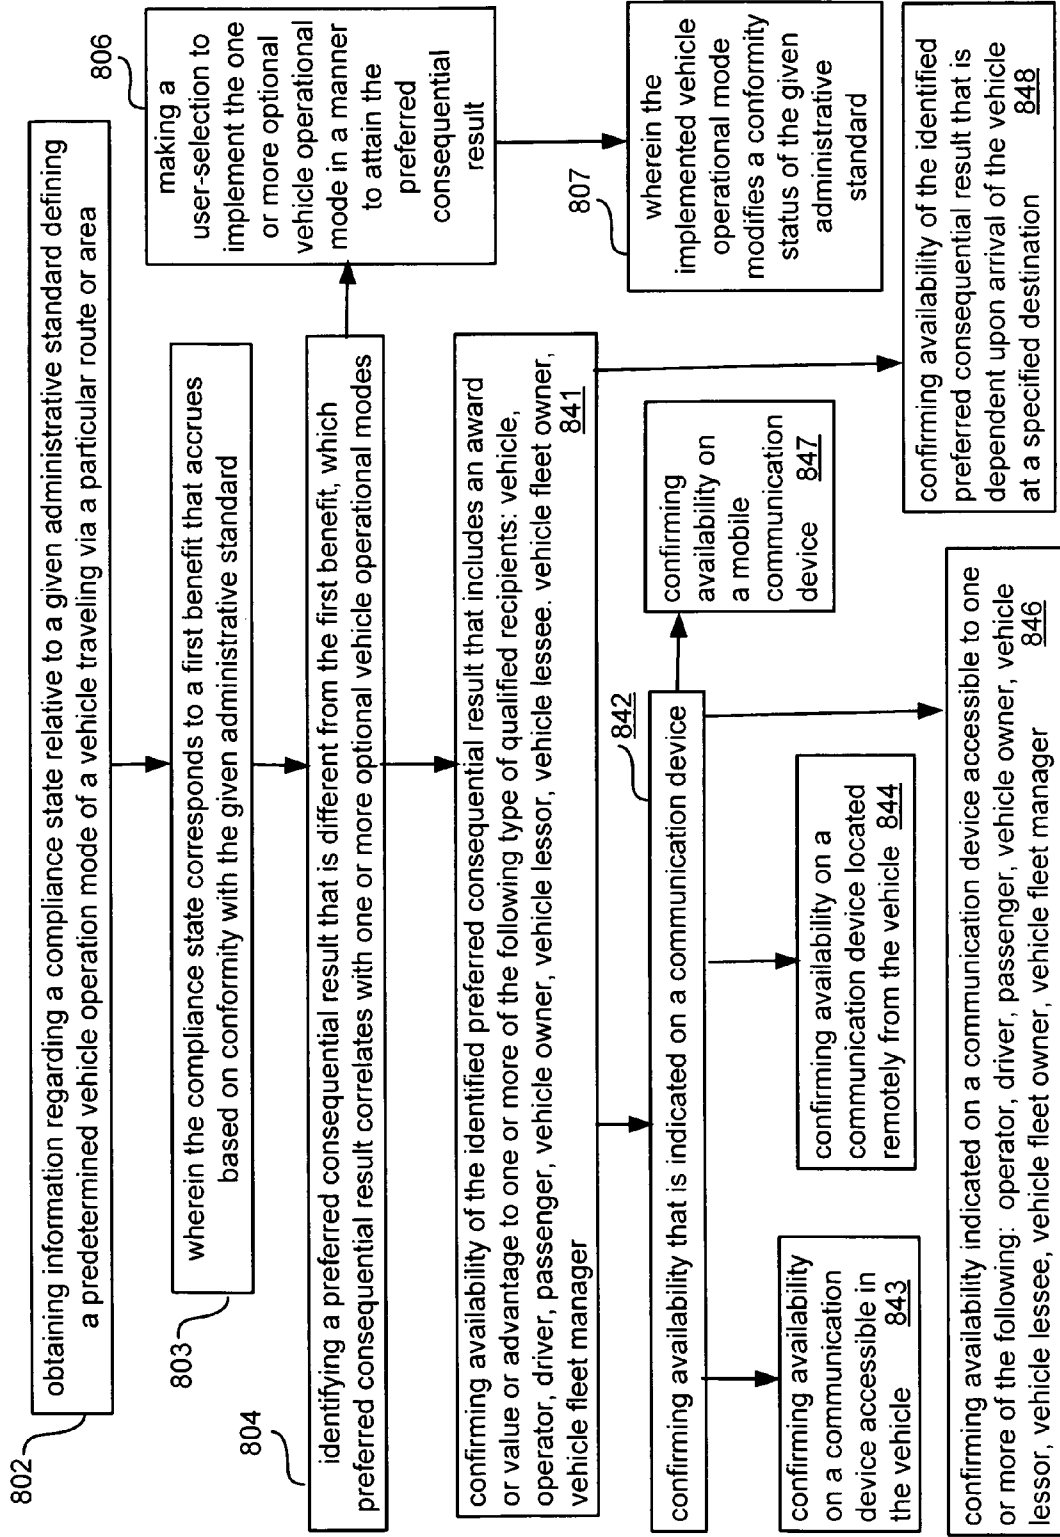 802
obtaining information regarding a compliance state relative to a given administrative standard defining
a predetermined vehicle operation mode of a vehicle traveling via a particular route or area
803
wherein the compliance state corresponds to a first benefit that accrues
based on conformity with the given administrative standard
804
identifying a preferred consequential result that is different from the first benefit, which
preferred consequential result correlates with one or more optional vehicle operational modes
806
making a
user-selection to
implement the one
or more optional
vehicle operational
mode in a manner
to attain the
preferred
consequential
result
807
wherein the
implemented vehicle
operational mode
modifies a conformity
status of the given
administrative
standard
confirming availability of the identified preferred consequential result that includes an award
or value or advantage to one or more of the following type of qualified recipients: vehicle,
operator, driver, passenger, vehicle owner, vehicle lessor, vehicle lessee. vehicle fleet owner,
vehicle fleet manager 841
842
confirming availability that is indicated on a communication device
confirming availability
on a communication
device accessible in
the vehicle 843
confirming availability on a
communication device located
remotely from the vehicle 844
confirming
availability on
a mobile
communication
device 847
confirming availability of the identified
preferred consequential result that is
dependent upon arrival of the vehicle
at a specified destination 848
confirming availability indicated on a communication device accessible to one
or more of the following: operator, driver, passenger, vehicle owner, vehicle
lessor, vehicle lessee, vehicle fleet owner, vehicle fleet manager 846